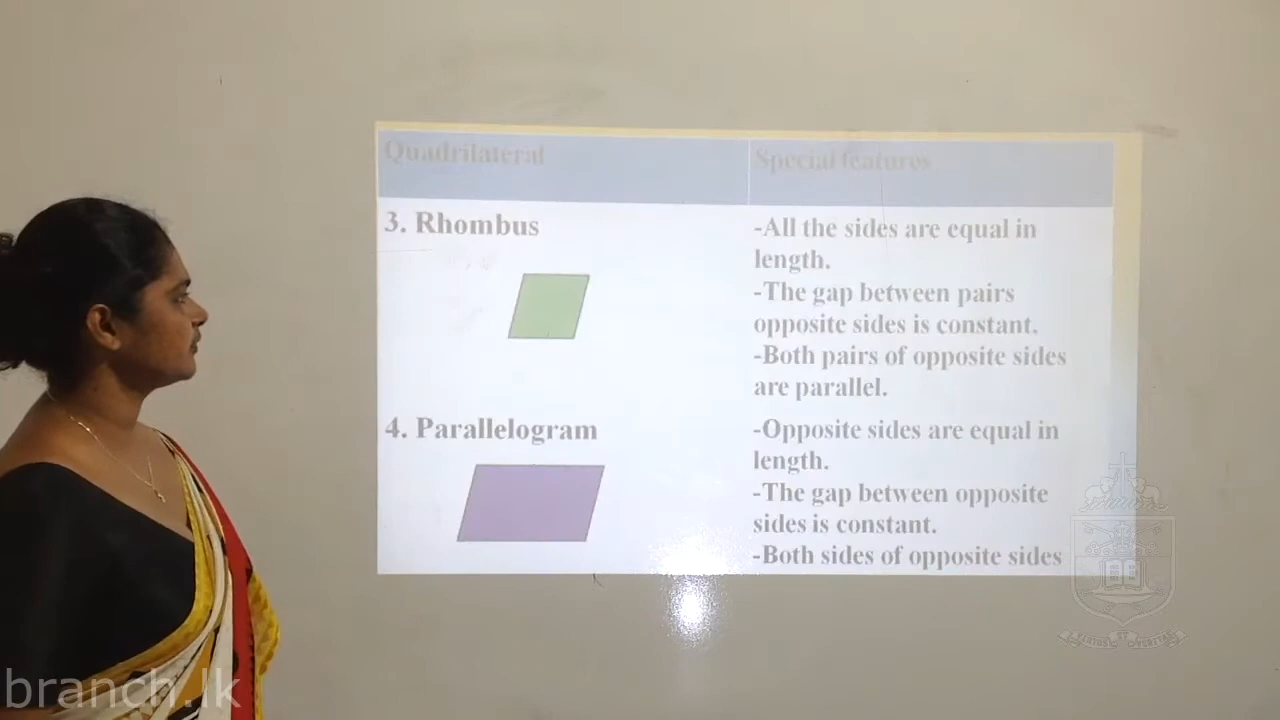 Quadrilateral
Special features
3. Rhombus
-All the sides are equal in
length.
-The gap between pairs
opposite sides is constant.
-Both pairs of opposite sides
are parallel.
4. Parallelogram
-Opposite sides are equal in
length.
-The gap between opposite
sides is constant.
-Both sides of opposite sides
branch.lk